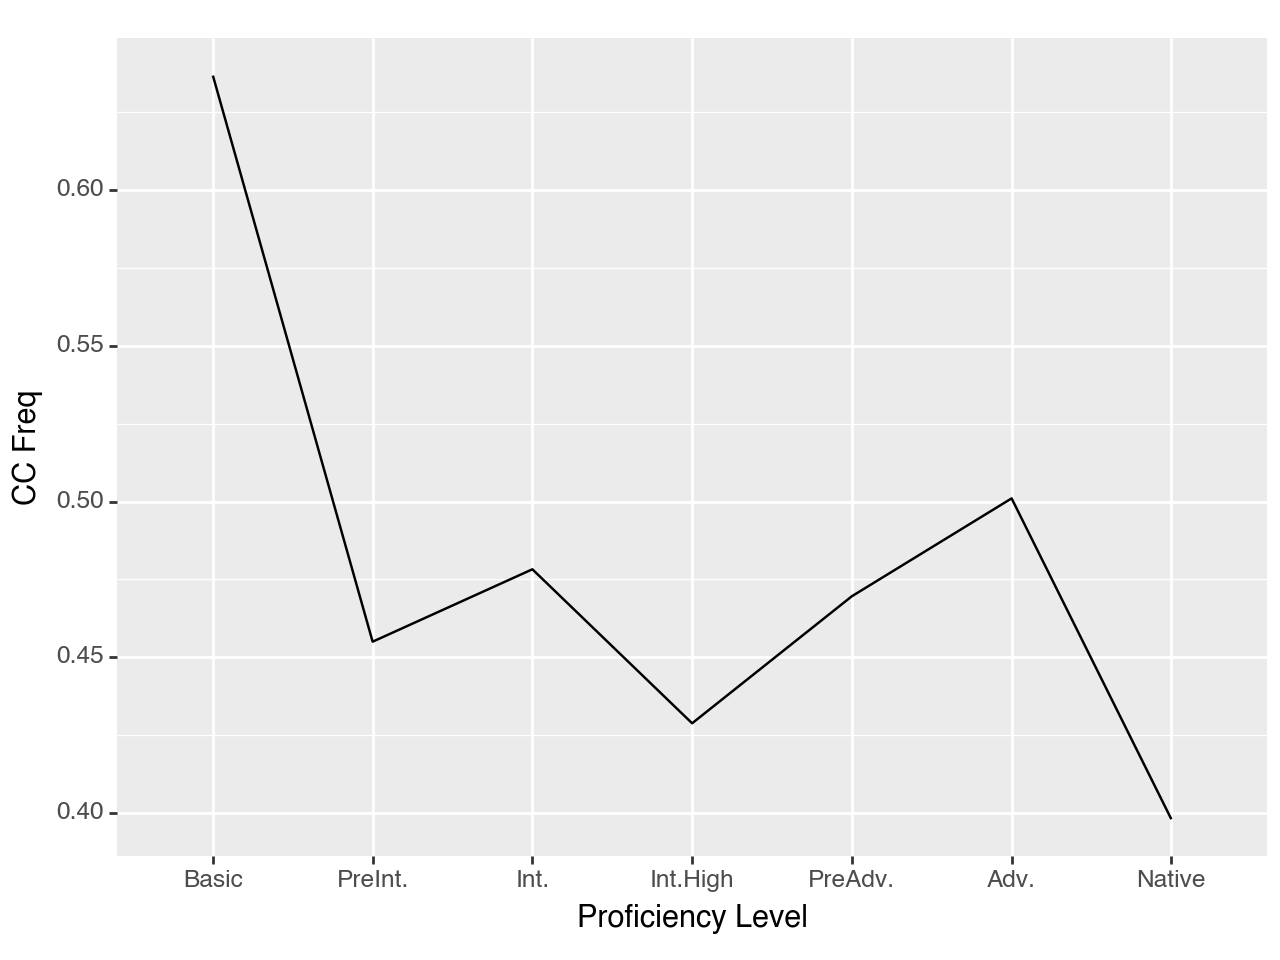 CC Freq
0.60
0.55
0.50
0.45
0.40
Basic PreInt. Int. Int.High PreAdv. Adv. Native
Proficiency Level